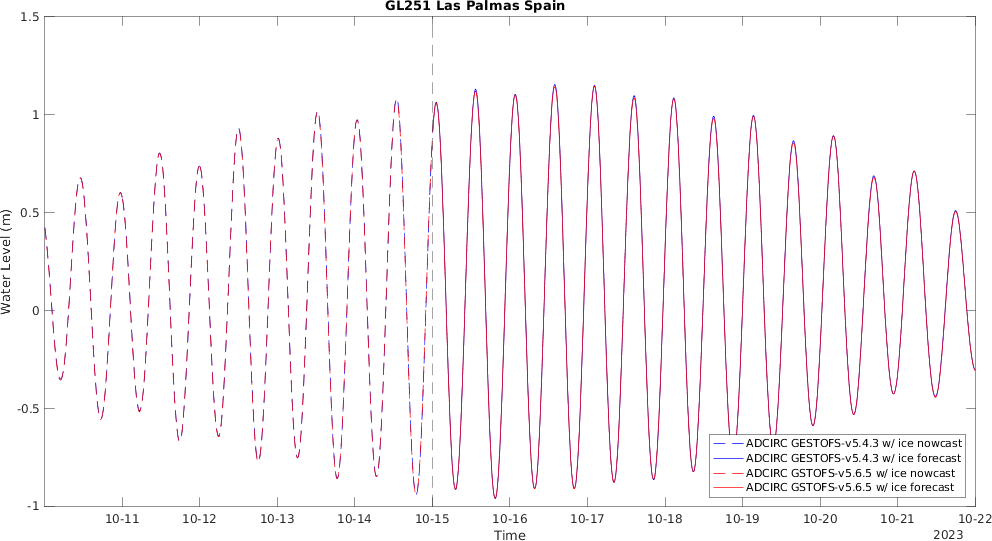 GL251 Las Palmas Spain
1.5
1
0.5
0
-0.5
-1
Water Level (m)
10-11 10-12 10-13 10-14 10-15 10-16 10-17 10-18 10-19 10-20 10-21 10-22
Time
2023
ADCIRC GESTOFS-v5.4.3 w/ ice nowcast
ADCIRC GESTOFS-v5.4.3 w/ ice forecast
ADCIRC GSTOFS-v5.6.5 w/ ice nowcast
ADCIRC GSTOFS-v5.6.5 w/ ice forecast